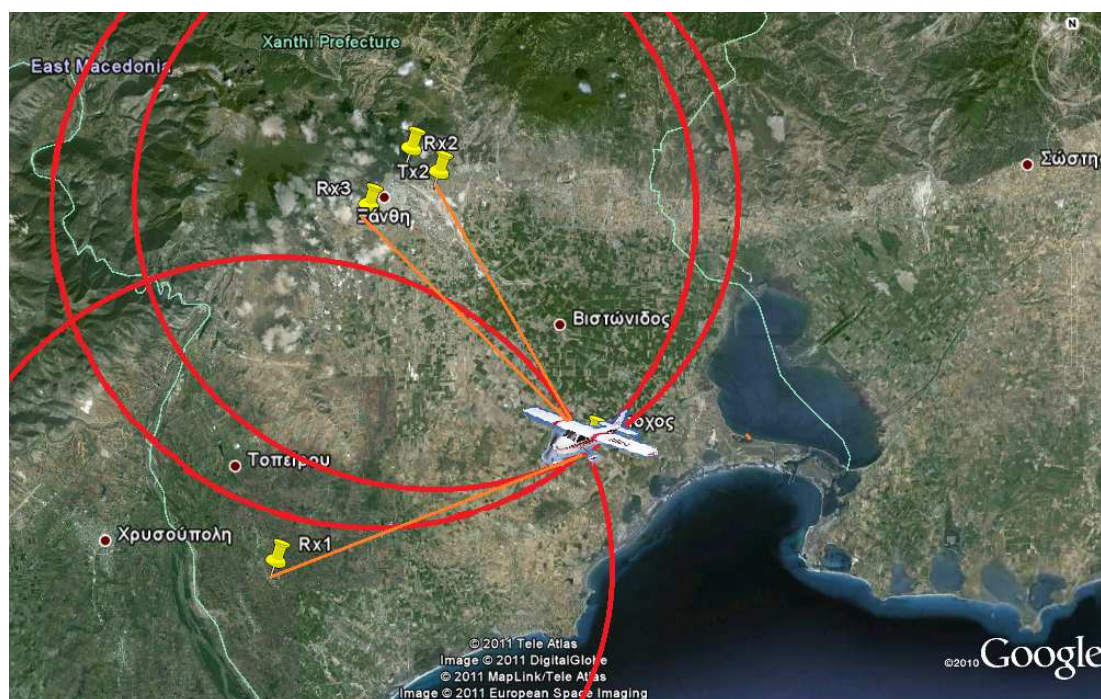 Xanthi Prefecture
N
East Macedonia
Rx2
Tx2
Σώστης
Rx3
Ξάνθη
Βιστώνιδος
Τοπείρου
Χρυσούπολη
Rx1
© 2011 Tele Atlas
Image © 2011 DigitalGlobe
© 2011 MapLink/Tele Atlas
Image © 2011 European Space Imaging
©2010 Google